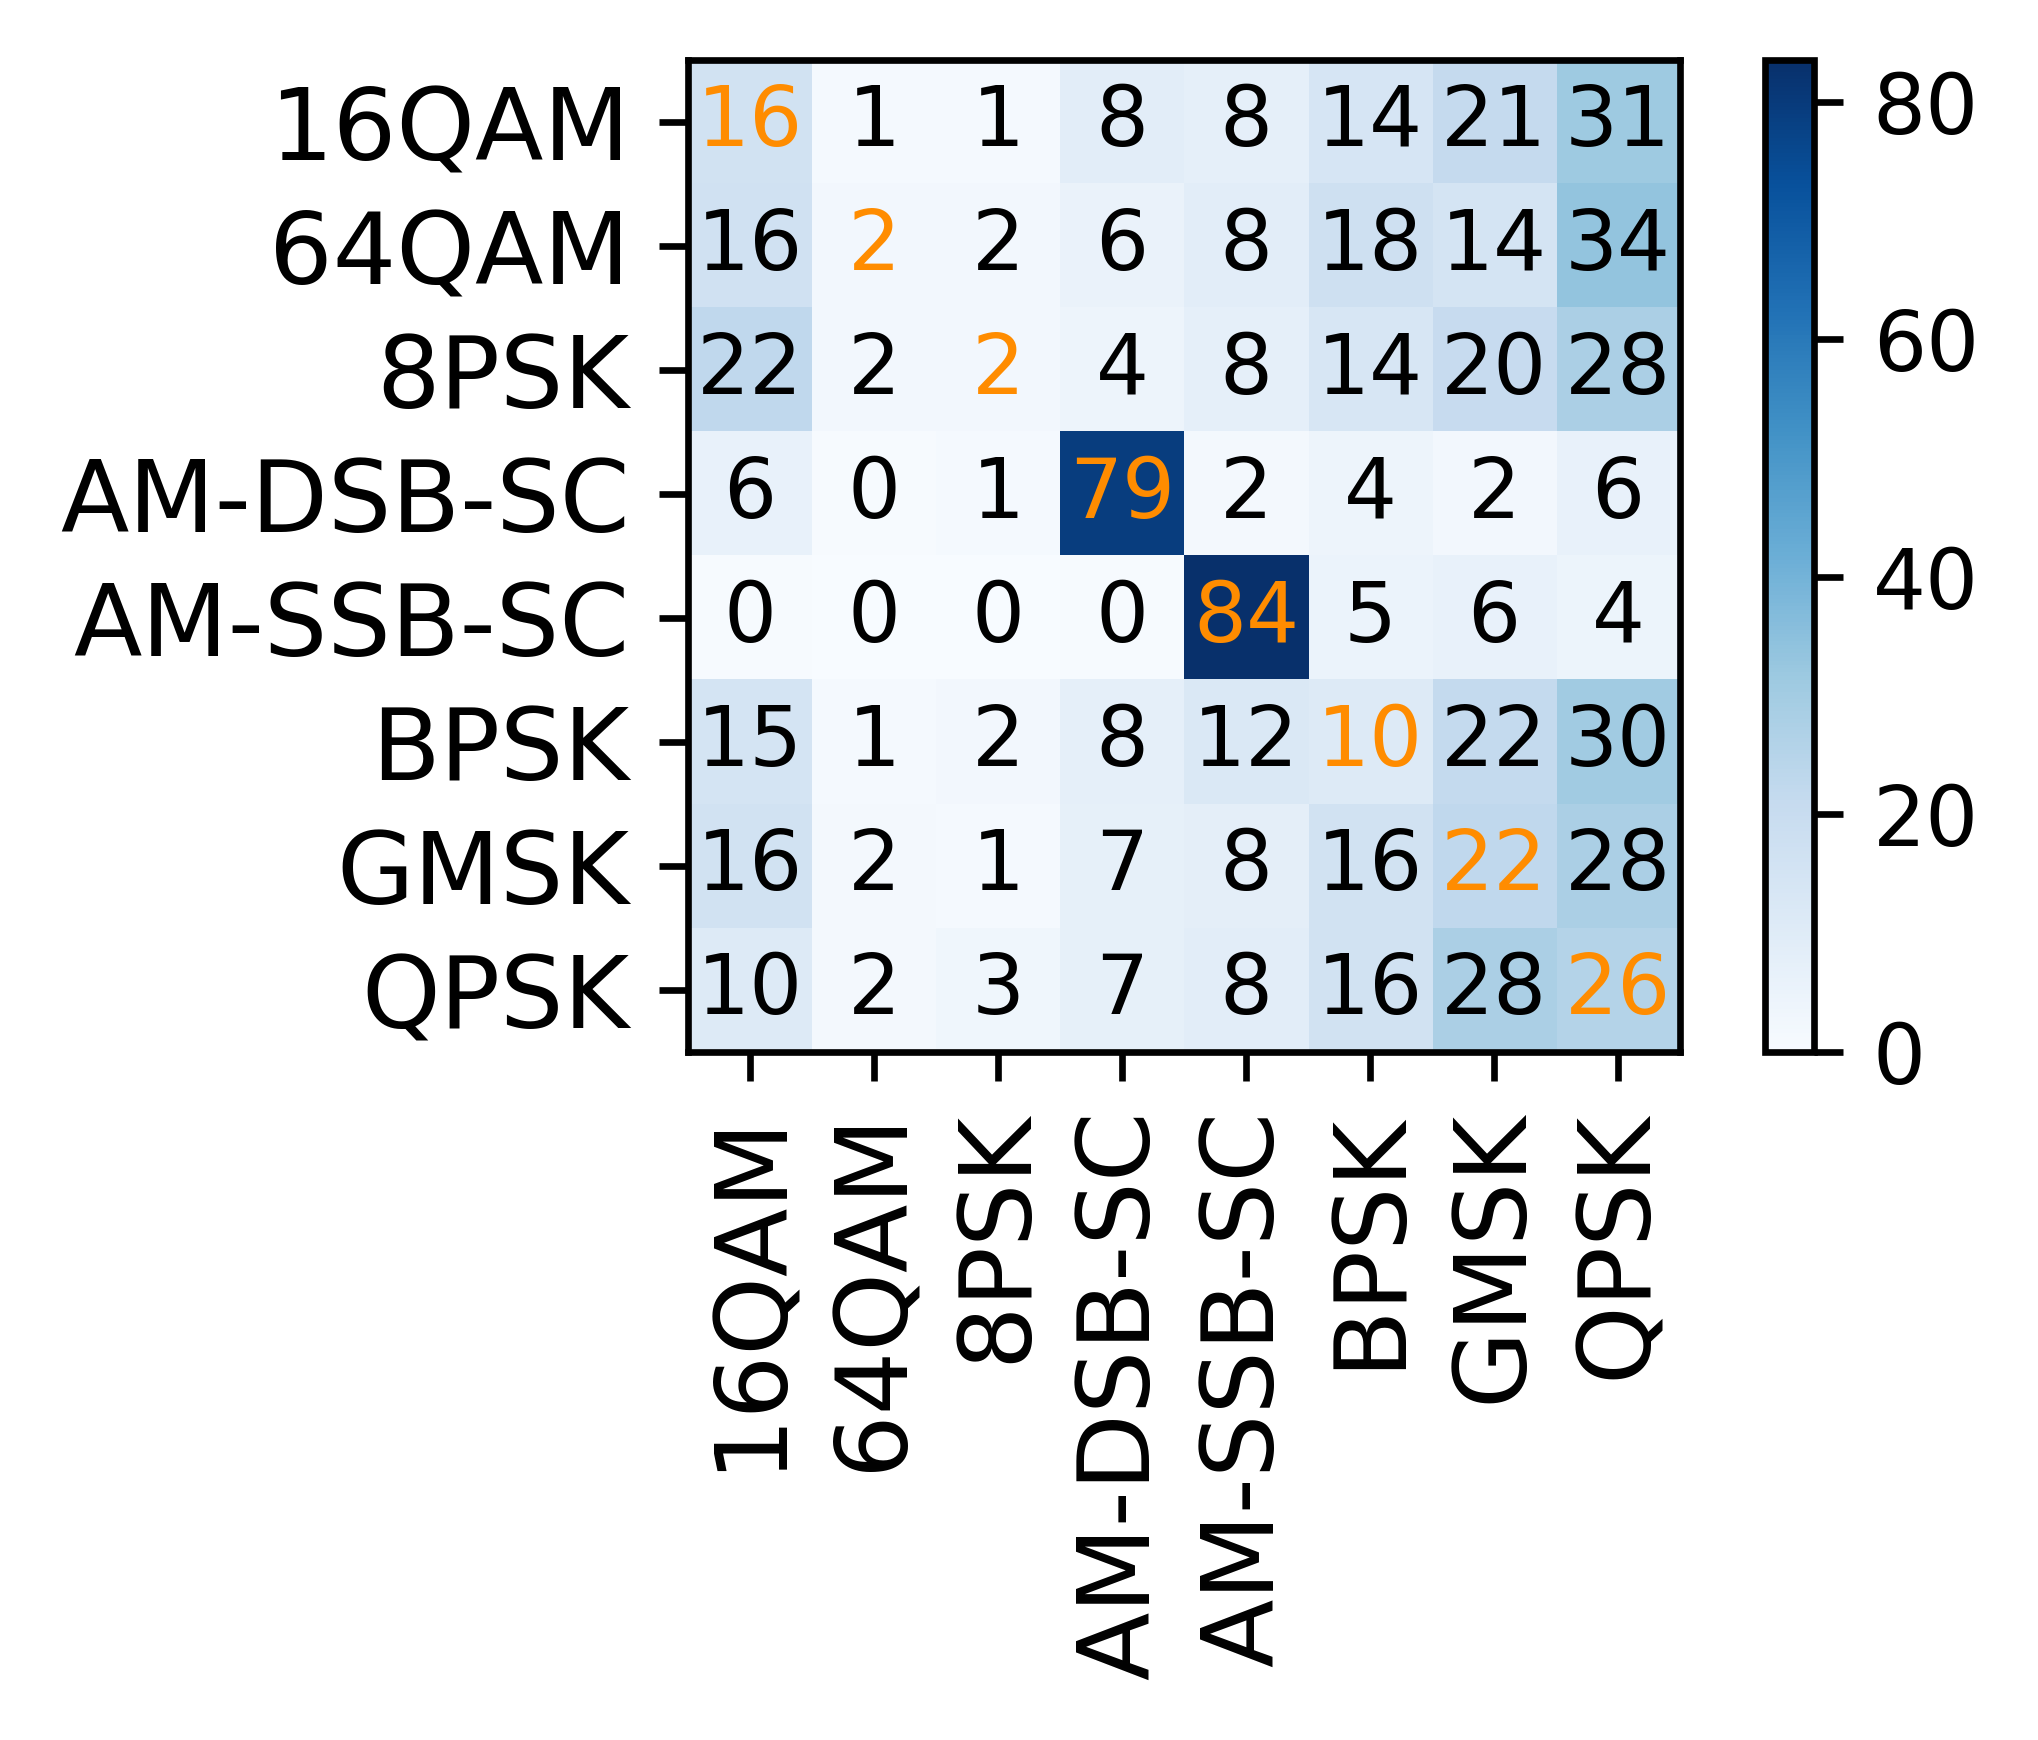 16QAM 16 1 1 8 8 14 21 31
64QAM 16 2 2 6 8 18 14 34
8PSK 22 2 2 4 8 14 20 28
AM-DSB-SC 6 0 1 79 2 4 2 6
AM-SSB-SC 0 0 0 0 84 5 6 4
BPSK 15 1 2 8 12 10 22 30
GMSK 16 2 1 7 8 16 22 28
QPSK 10 2 3 7 8 16 28 26
16QAM
64QAM
8PSK
AM-DSB-SC
AM-SSB-SC
BPSK
GMSK
QPSK
80
60
40
20
0